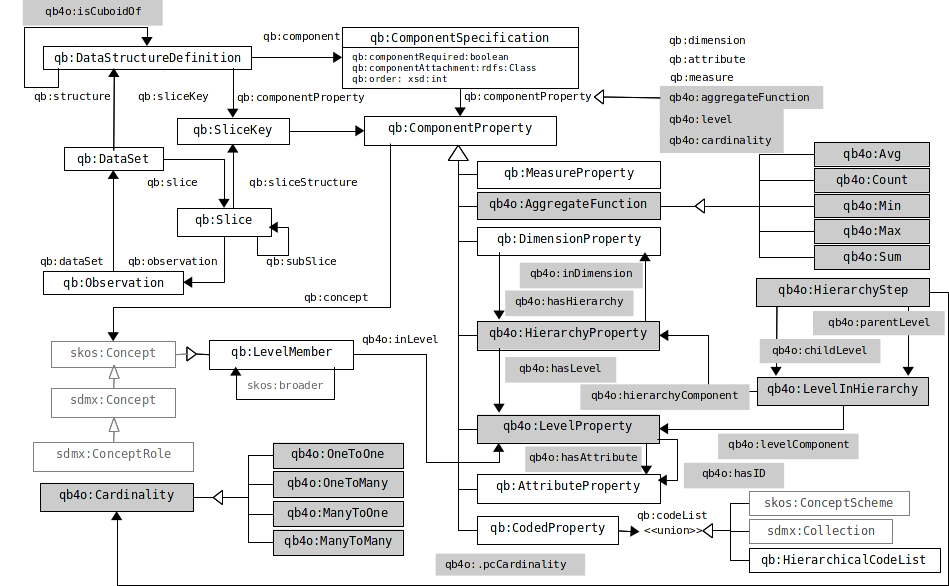 qb4o:isCuboidOf
qb:component
qb:ComponentSpecification
qb:componentRequired:boolean
qb:componentAttachment:rdfs:Class
qb:order: xsd:int
qb:DataStructureDefinition
qb:dimension
qb:attribute
qb:measure
qb4o:aggregateFunction
qb4o:level
qb4o:cardinality
qb:structure
qb:sliceKey
qb:componentProperty
qb:componentProperty
qb:SliceKey
qb:ComponentProperty
qb:DataSet
qb:slice
qb:sliceStructure
qb:MeasureProperty
qb4o:AggregateFunction
qb4o:Avg
qb4o:Count
qb4o:Min
qb4o:Max
qb4o:Sum
qb:Slice
qb:subSlice
qb:DimensionProperty
qb:dataSet
qb:observation
qb:Observation
qb:concept
qb4o:inDimension
qb4o:hasHierarchy
qb4o:HierarchyStep
qb4o:parentLevel
qb4o:childLevel
qb4o:HierarchyProperty
skos:Concept
qb:LevelMember
qb4o:inLevel
skos:broader
qb4o:hasLevel
qb4o:hierarchyComponent
qb4o:LevelInHierarchy
sdmx:Concept
qb4o:LevelProperty
qb4o:levelComponent
sdmx:ConceptRole
qb4o:hasAttribute
qb4o:hasID
qb4o:Cardinality
qb4o:OneToOne
qb4o:OneToMany
qb4o:ManyToOne
qb4o:ManyToMany
qb:AttributeProperty
qb:CodedProperty
qb:codeList
<<union>>
skos:ConceptScheme
sdmx:Collection
qb:HierarchicalCodeList
qb4o:.pcCardinality